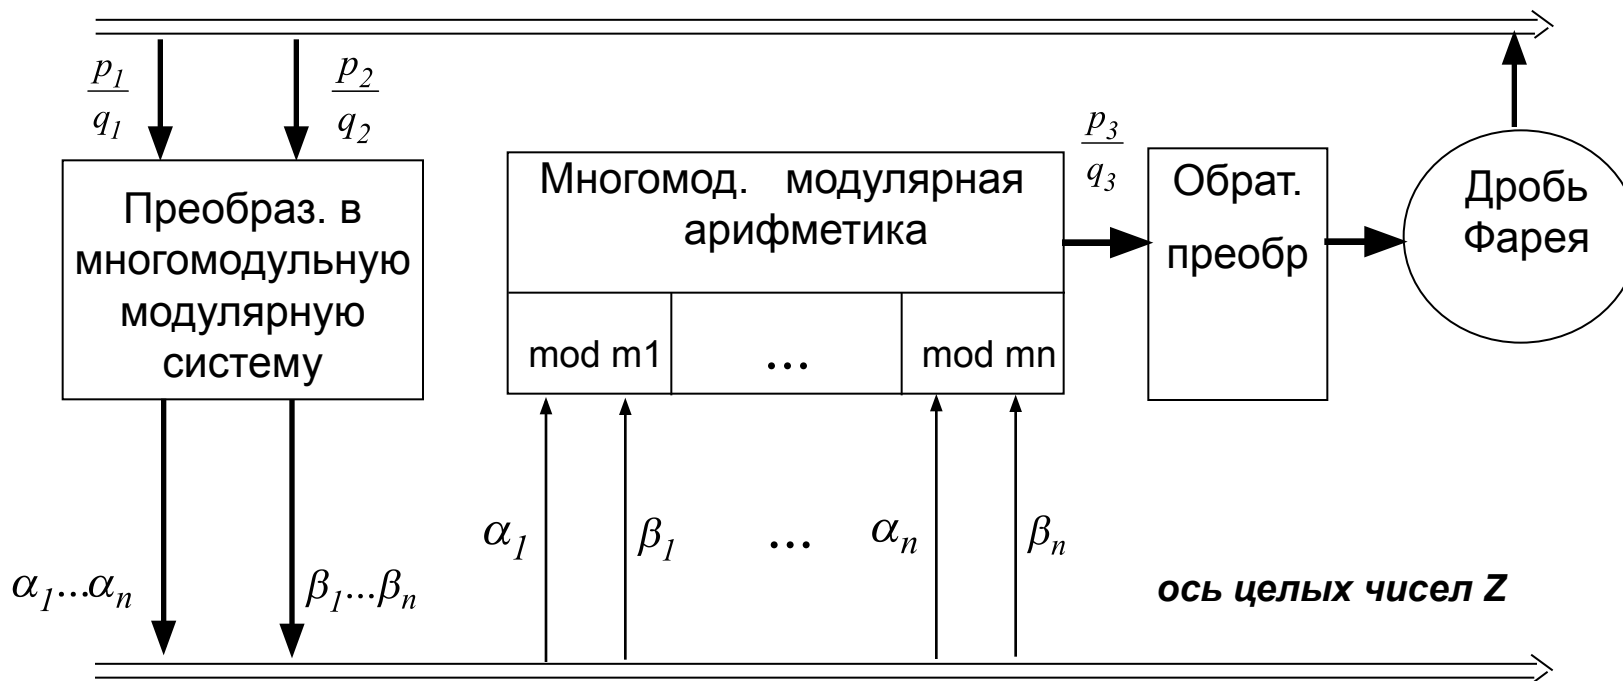 p1/q1
p2/q2
Преобраз. в
многомодульную
модулярную
систему
Многомод. модулярная
арифметика
mod m1 ... mod mn
p3/q3
Обрат.
преобр
Дробь
Фарея
α1...αn
β1...βn
α1 β1 ... αn βn
ось целых чисел Z